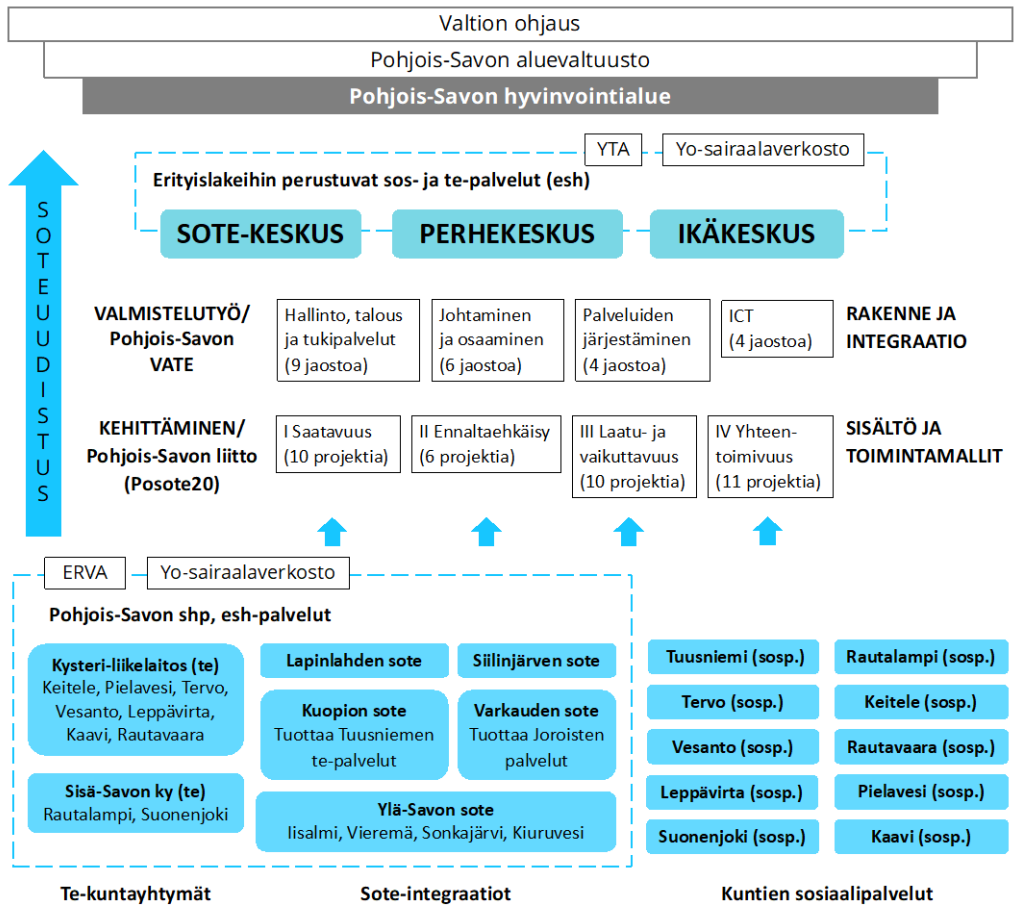 Valtion ohjaus
Pohjois-Savon aluevaltuusto
Pohjois-Savon hyvinvointialue
YTA
Yo-sairaalaverkosto
Erityislakeihin perustuvat sos- ja te-palvelut (esh)
SOTE-KESKUS
PERHEKESKUS
IKÄKESKUS
SOTEUUDISTUS
VALMISTELUTYÖ/
Pohjois-Savon
VATE
Hallinto, talous
ja tukipalvelut
(9 jaostoa)
Johtaminen
ja osaaminen
(6 jaostoa)
Palveluiden
järjestäminen
(4 jaostoa)
ICT
(4 jaostoa)
RAKENNE JA
INTEGRAATIO
KEHITTÄMINEN/
Pohjois-Savon liitto
(Posote20)
I Saatavuus
(10 projektia)
II Ennaltaehkäisy
(6 projektia)
III Laatu- ja
vaikuttavuus
(10 projektia)
IV Yhteen-
toimivuus
(11 projektia)
SISÄLTÖ JA
TOIMINTAMALLIT
ERVA
Yo-sairaalaverkosto
Pohjois-Savon shp, esh-palvelut
Kysteri-liikelaitos (te)
Keitele, Pielavesi, Tervo,
Vesanto, Leppävirta,
Kaavi, Rautavaara
Sisä-Savon ky (te)
Rautalampi, Suonenjoki
Lapinlahden sote
Siilinjärven sote
Kuopion sote
Tuottaa Tuusniemen
te-palvelut
Varkauden sote
Tuottaa Joroisten
palvelut
Ylä-Savon sote
Iisalmi, Vieremä, Sonkajärvi, Kiuruvesi
Tuusniemi (sosp.)
Rautalampi (sosp.)
Tervo (sosp.)
Keitele (sosp.)
Vesanto (sosp.)
Rautavaara (sosp.)
Leppävirta (sosp.)
Pielavesi (sosp.)
Suonenjoki (sosp.)
Kaavi (sosp.)
Te-kuntayhtymät
Sote-integraatiot
Kuntien sosiaalipalvelut